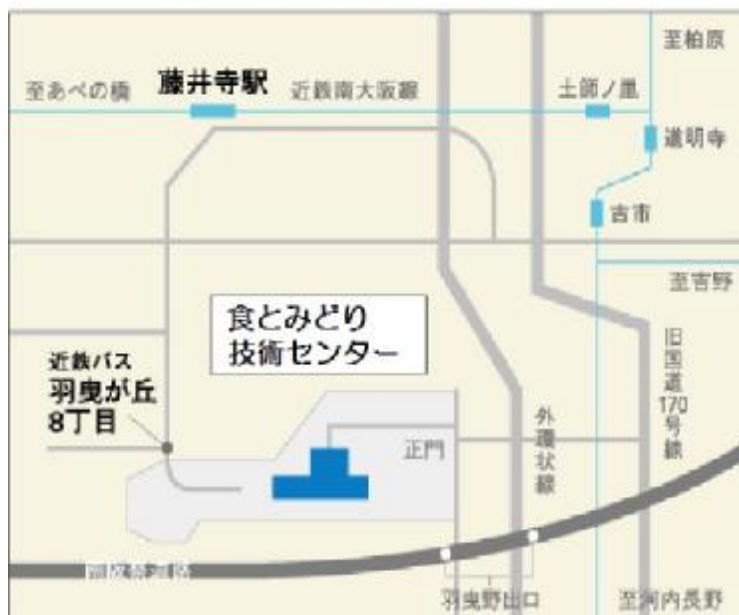 至柏原
藤井寺駅
至あべの橋
近鉄南大阪線
土師ノ里
道明寺
古市
至吉野
食とみどり
技術センター
近鉄バス
羽曳が丘
8丁目
旧国道170号線
外環状線
正門
羽曳野出口
至河内長野